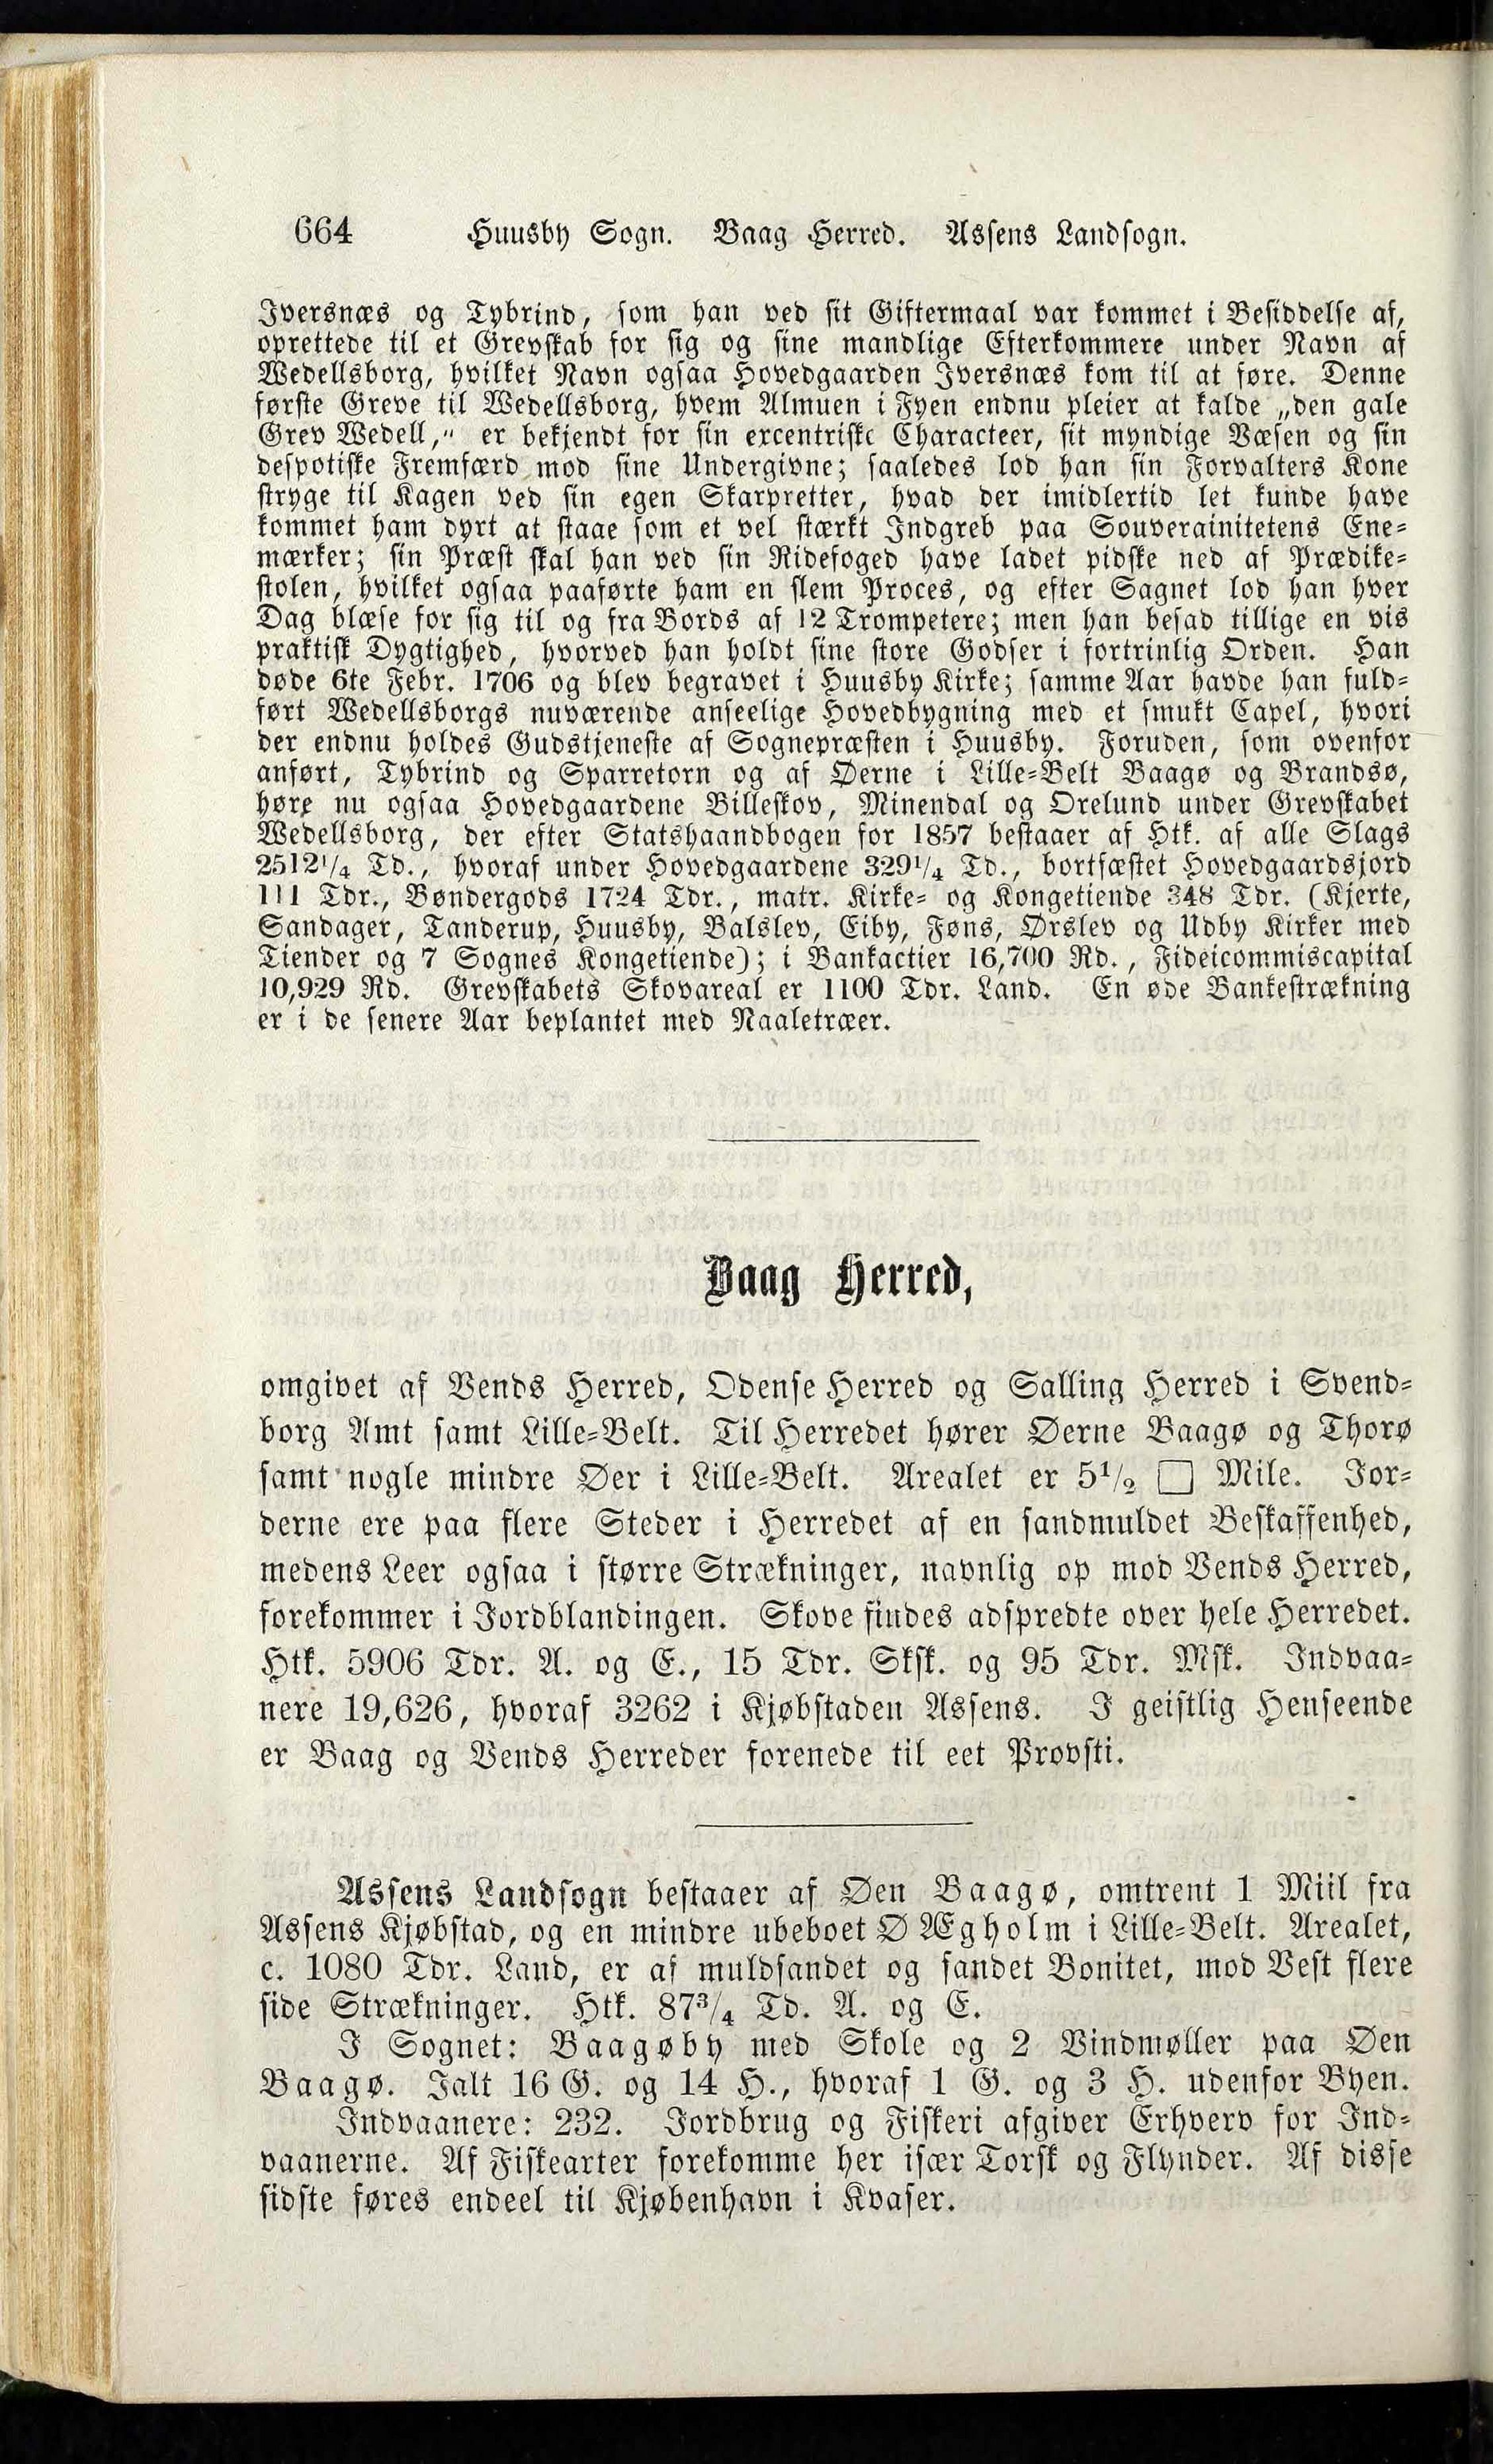 664 Huusby Sogn. Baag Herred. Assens Landsogn.
Iversnæs og Tybrind, som han ved sit Giftermaal var kommet i Besiddelse af,
oprettede til et Grevskab for sig og sine mandlige Efterkommere under Navn af
Wedellsborg, hvilket Navn ogsaa Hovedgaarden Iversnæs kom til at føre. Denne
første Greve til Wedellsborg, hvem Almuen i Fyen endnu pleier at kalde „den gale
Grev Wedell,“ er bekjendt for sin excentriske Characteer, sit myndige Væsen og sin
despotiske Fremfærd mod sine Undergivne; saaledes lod han sin Forvalters Kone
stryge til Kagen ved sin egen Skarpretter, hvad der imidlertid let kunde have
kommet ham dyrt at staae som et vel stærkt Indgreb paa Souverainitetens Ene-
mærker; sin Præst skal han ved sin Ridefoged have ladet pidske ned af Prædike-
stolen, hvilket ogsaa paaførte ham en slem Proces, og efter Sagnet lod han hver
Dag blæse for sig til og fra Bords af 12 Trompetere; men han besad tillige en vis
praktisk Dygtighed, hvorved han holdt sine store Godser i fortrinlig Orden. Han
døde 6te Febr. 1706 og blev begravet i Huusby Kirke; samme Aar havde han fuld-
ført Wedellsborgs nuværende anseelige Hovedbygning med et smukt Capel, hvori
der endnu holdes Gudstjeneste af Sognepræsten i Huusby. Foruden, som ovenfor
anført, Tybrind og Sparretorn og af Øerne i Lille-Belt Baagø og Brandsø,
høre nu ogsaa Hovedgaardene Billeskov, Minendal og Orelund under Grevskabet
Wedellsborg, der efter Statshaandbogen for 1857 bestaaer af Htk. af alle Slags
2512¹/₄ Td., hvoraf under Hovedgaardene 329¹/₄ Td., bortfæstet Hovedgaardsjord
111 Tdr., Bøndergods 1724 Tdr., matr. Kirke- og Kongetiende 348 Tdr. (Kjerte,
Sandager, Tanderup, Huusby, Balslev, Eiby, Føns, Ørslev og Udby Kirker med
Tiender og 7 Sognes Kongetiende); i Bankactier 16,700 Rd., Fideicommiscapital
10,929 Rd. Grevskabets Skovareal er 1100 Tdr. Land. En øde Bankestrækning
er i de senere Aar beplantet med Naaletræer.
Baag Herred,
omgivet af Vends Herred, Odense Herred og Salling Herred i Svend-
borg Amt samt Lille-Belt. Til Herredet hører Øerne Baagø og Thorø
samt nogle mindre Øer i Lille-Belt. Arealet er 5¹/₂ □ Mile. Jor-
derne ere paa flere Steder i Herredet af en sandmuldet Beskaffenhed,
medens Leer ogsaa i større Strækninger, navnlig op mod Vends Herred,
forekommer i Jordblandingen. Skove findes adspredte over hele Herredet.
Htk. 5906 Tdr. A. og E., 15 Tdr. Sksk. og 95 Tdr. Msk. Indvaa-
nere 19,626, hvoraf 3262 i Kjøbstaden Assens. I geistlig Henseende
er Baag og Vends Herreder forenede til eet Provsti.
Assens Landsogn bestaaer af Øen Baagø, omtrent 1 Miil fra
Assens Kjøbstad, og en mindre ubeboet Ø Ægholm i Lille-Belt. Arealet,
c. 1080 Tdr. Land, er af muldsandet og sandet Bonitet, mod Vest flere
side Strækninger. Htk. 87³/₄ Td. A. og E.
I Sognet: Baagøby med Skole og 2 Vindmøller paa Øen
Baagø. Ialt 16 G. og 14 H., hvoraf 1 G. og 3 H. udenfor Byen.
Indvaanere: 232. Jordbrug og Fiskeri afgiver Erhverv for Ind-
vaanerne. Af Fiskearter forekomme her især Torsk og Flynder. Af disse
sidste føres endeel til Kjøbenhavn i Kvaser.